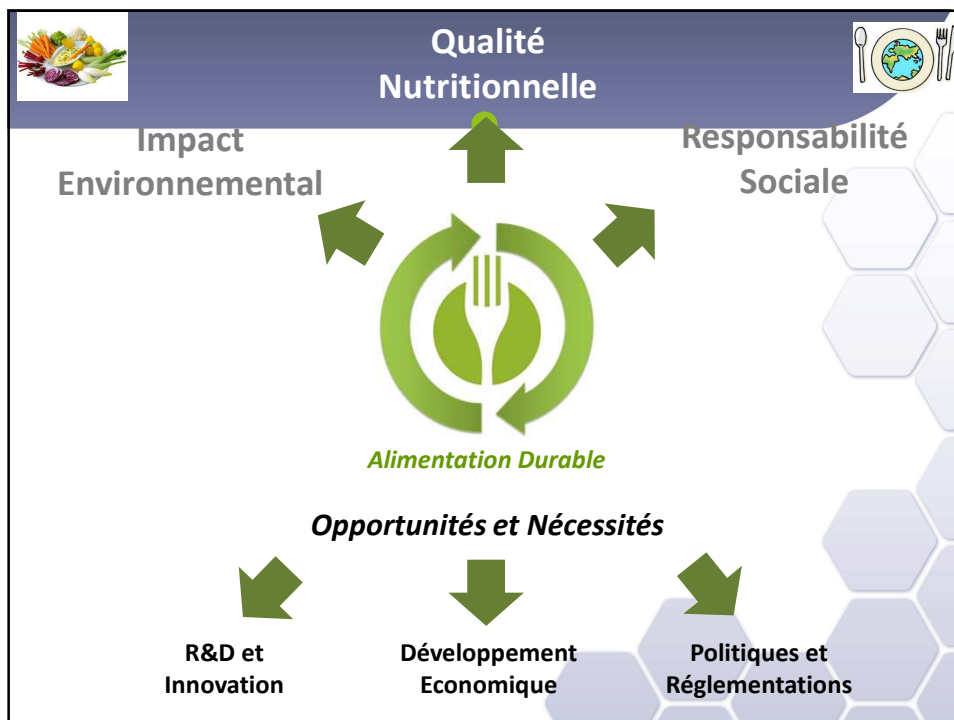 Qualité
Nutritionnelle
Impact
Environnemental
Responsabilité
Sociale
Alimentation Durable
Opportunités et Nécessités
R&D et
Innovation
Développement
Economique
Politiques et
Réglementations